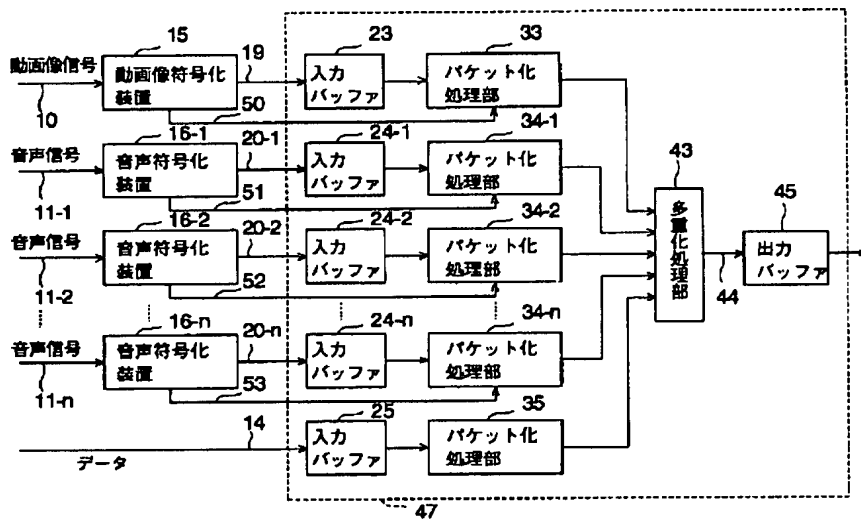 15 19 23 33
動画像信号 動画像符号化装置 入力バッファ パケット化処理部
10 50
16-1 20-1 24-1 34-1
音声信号 音声符号化装置 入力バッファ パケット化処理部
11-1 51
16-2 20-2 24-2 34-2
音声信号 音声符号化装置 入力バッファ パケット化処理部
11-2 52
16-n 20-n 24-n 34-n
音声信号 音声符号化装置 入力バッファ パケット化処理部
11-n 53
14 25 35
データ 入力バッファ パケット化処理部
43
多重化処理部
44
45
出力バッファ
47